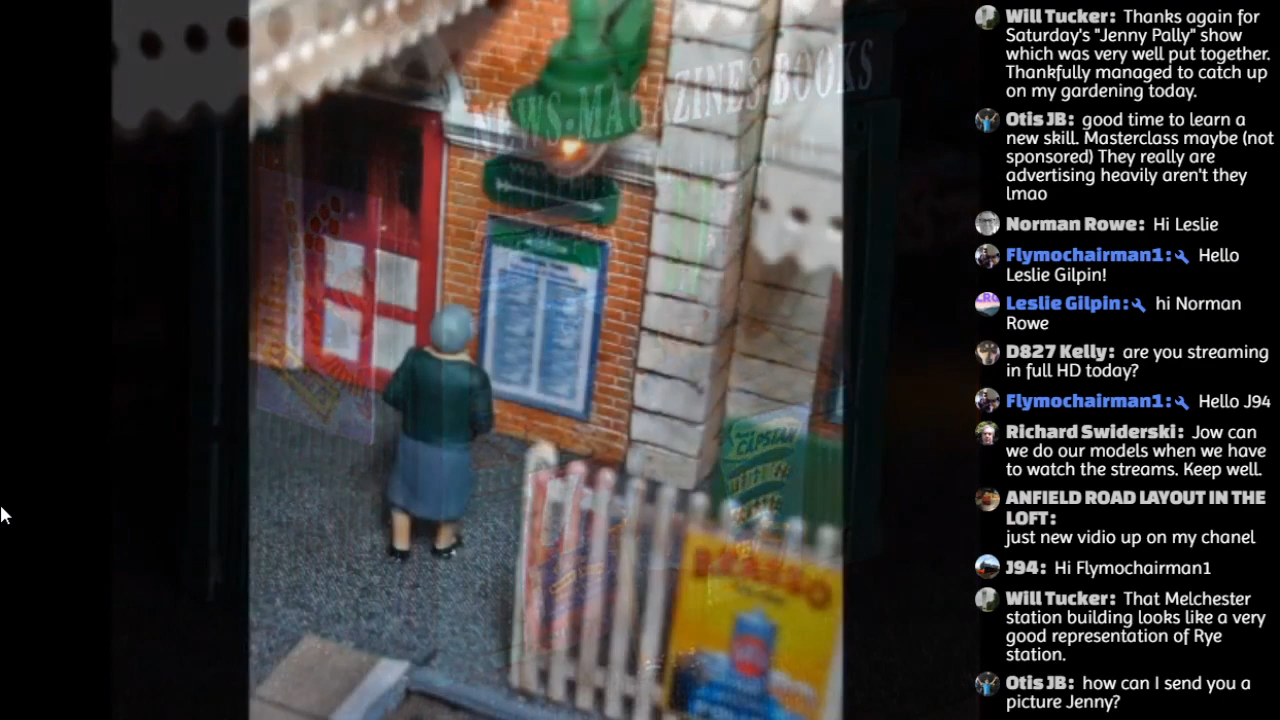 NEWS·MAGAZINES·BOOKS
CAPSTAN
BRASSO
Will Tucker: Thanks again for
Saturday's "Jenny Pally" show
which was very well put together.
Thankfully managed to catch up
on my gardening today.
Otis JB: good time to learn a
new skill. Masterclass maybe (not
sponsored) They really are
advertising heavily aren't they
lmao
Norman Rowe: Hi Leslie
Flymochairman1: Hello
Leslie Gilpin!
Leslie Gilpin: hi Norman
Rowe
D827 Kelly: are you streaming
in full HD today?
Flymochairman1: Hello J94
Richard Swiderski: Jow can
we do our models when we have
to watch the streams. Keep well.
ANFIELD ROAD LAYOUT IN THE
LOFT:
just new vidio up on my chanel
J94: Hi Flymochairman1
Will Tucker: That Melchester
station building looks like a very
good representation of Rye
station.
Otis JB: how can I send you a
picture Jenny?